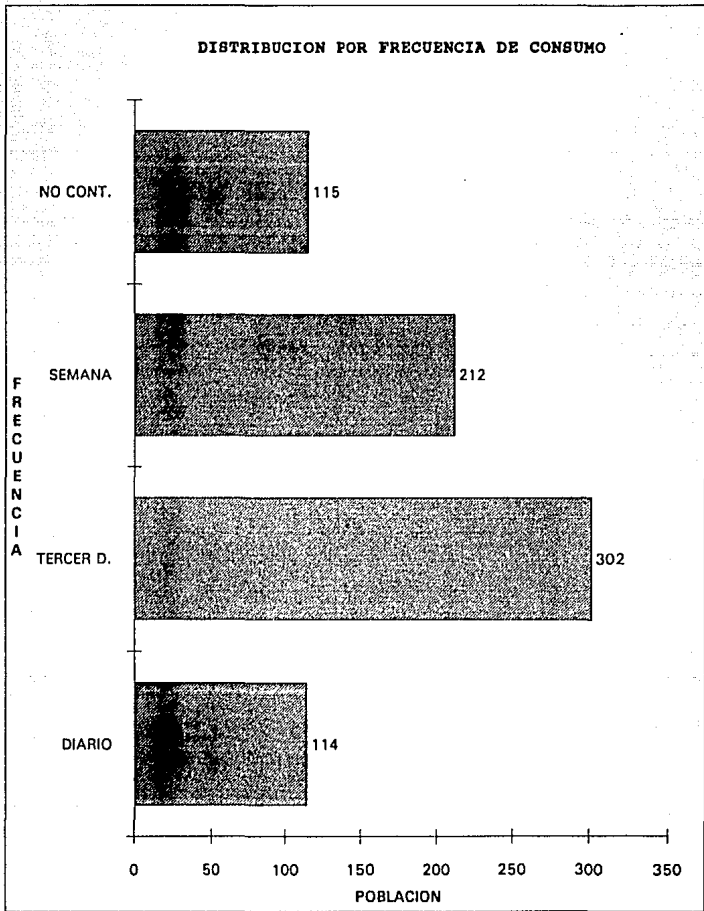 DISTRIBUCION POR FRECUENCIA DE CONSUMO
NO CONT.
115
SEMANA
212
FRECUENCIA
TERCER D.
302
DIARIO
114
0 50 100 150 200 250 300 350
POBLACION